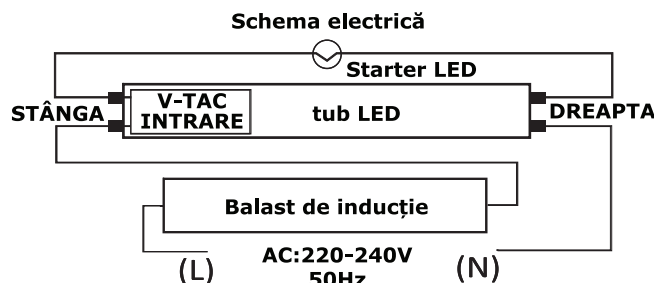 Schema electrică
Starter LED
STÂNGA
V-TAC
INTRARE
tub LED
DREAPTA
Balast de inducție
(L)
AC:220-240V
50Hz
(N)